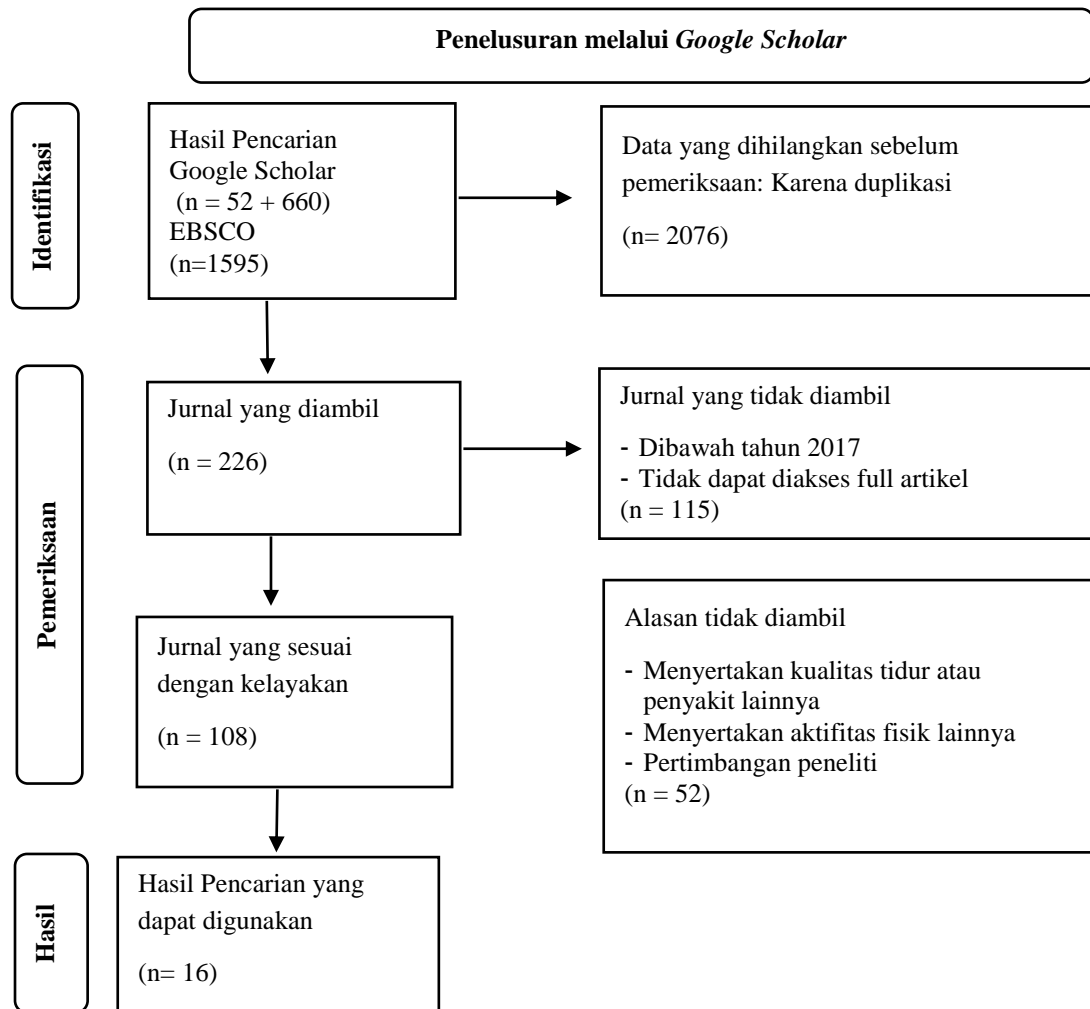 Penelusuran melalui Google Scholar
Identifikasi
Hasil Pencarian
Google Scholar
(n = 52 + 660)
EBSCO
(n=1595)
Data yang dihilangkan sebelum
pemeriksaan: Karena duplikasi
(n= 2076)
Pemeriksaan
Jurnal yang diambil
(n = 226)
Jurnal yang tidak diambil
- Dibawah tahun 2017
- Tidak dapat diakses full artikel
(n = 115)
Jurnal yang sesuai
dengan kelayakan
(n = 108)
Alasan tidak diambil
- Menyertakan kualitas tidur atau
penyakit lainnya
- Menyertakan aktifitas fisik lainnya
- Pertimbangan peneliti
(n = 52)
Hasil
Hasil Pencarian yang
dapat digunakan
(n= 16)